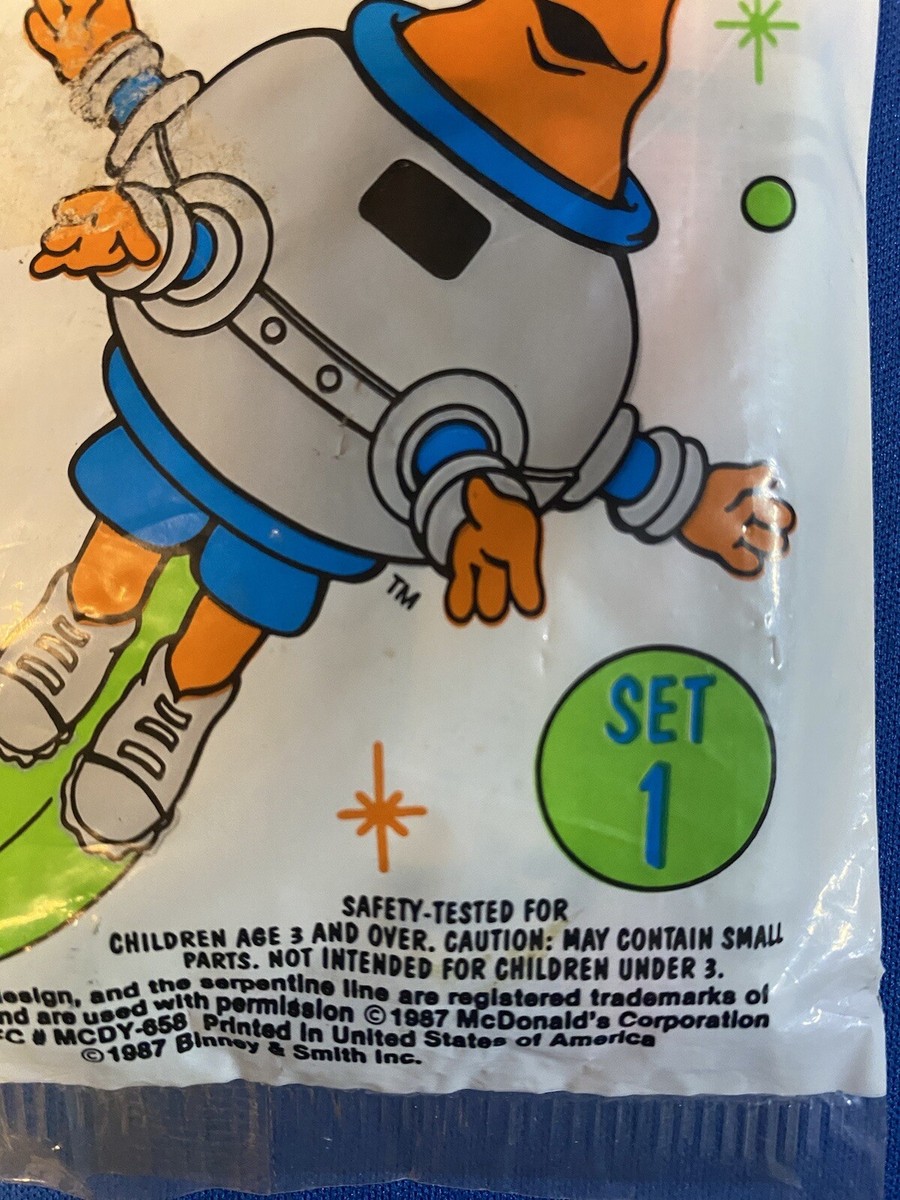 TM
SET
1
SAFETY-TESTED FOR
CHILDREN AGE 3 AND OVER. CAUTION: MAY CONTAIN SMALL
PARTS. NOT INTENDED FOR CHILDREN UNDER 3.
design, and the serpentine line are registered trademarks of
and are used with permission © 1987 McDonald's Corporation
# MCDY-658 Printed in United States of America
© 1987 Binney & Smith Inc.